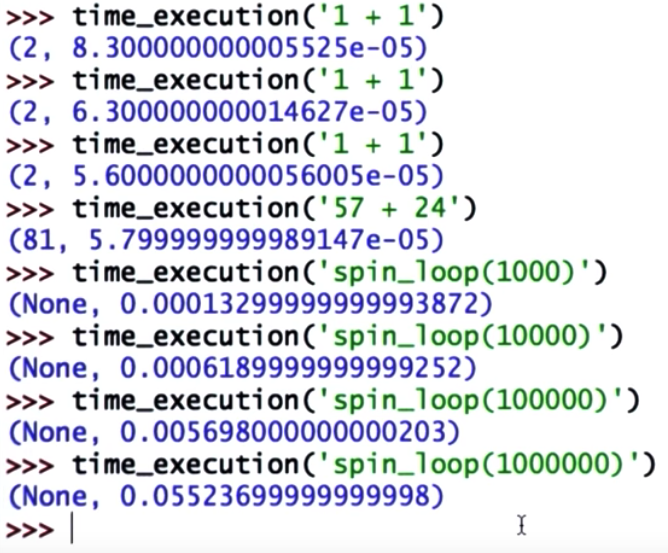 >>> time_execution('1 + 1')
(2, 8.300000000005525e-05)
>>> time_execution('1 + 1')
(2, 6.300000000014627e-05)
>>> time_execution('1 + 1')
(2, 5.6000000000056005e-05)
>>> time_execution('57 + 24')
(81, 5.799999999989147e-05)
>>> time_execution('spin_loop(1000)')
(None, 0.00013299999999993872)
>>> time_execution('spin_loop(10000)')
(None, 0.0006189999999999252)
>>> time_execution('spin_loop(100000)')
(None, 0.005698000000000203)
>>> time_execution('spin_loop(1000000)')
(None, 0.05523699999999998)
>>>